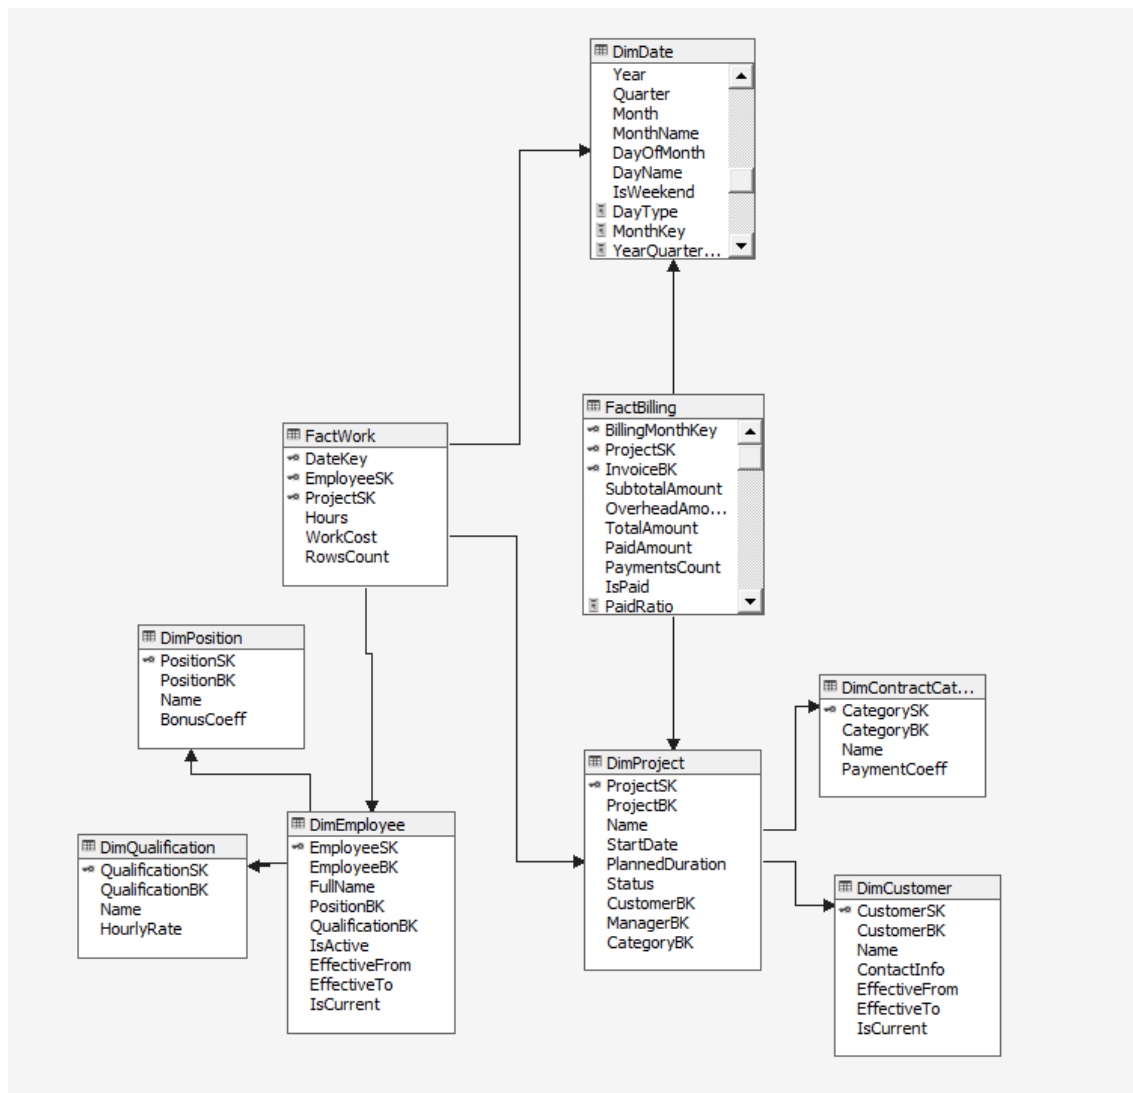 DimDate
Year
Quarter
Month
MonthName
DayOfMonth
DayName
IsWeekend
DayType
MonthKey
YearQuarter...
FactBilling
BillingMonthKey
ProjectSK
InvoiceBK
SubtotalAmount
OverheadAmo...
TotalAmount
PaidAmount
PaymentsCount
IsPaid
PaidRatio
FactWork
DateKey
EmployeeSK
ProjectSK
Hours
WorkCost
RowsCount
DimPosition
PositionSK
PositionBK
Name
BonusCoeff
DimContractCat...
CategorySK
CategoryBK
Name
PaymentCoeff
DimProject
ProjectSK
ProjectBK
Name
StartDate
PlannedDuration
Status
CustomerBK
ManagerBK
CategoryBK
DimEmployee
EmployeeSK
EmployeeBK
FullName
PositionBK
QualificationBK
IsActive
EffectiveFrom
EffectiveTo
IsCurrent
DimQualification
QualificationSK
QualificationBK
Name
HourlyRate
DimCustomer
CustomerSK
CustomerBK
Name
ContactInfo
EffectiveFrom
EffectiveTo
IsCurrent